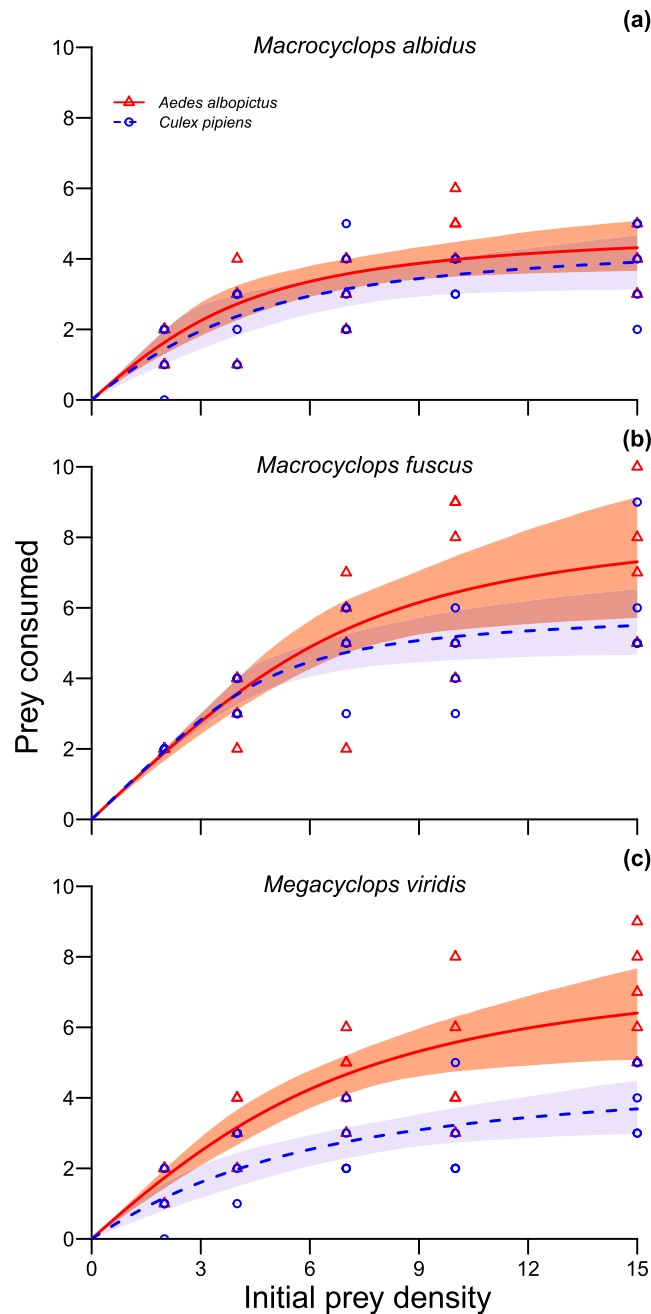 (a)
Macrocyclops albidus
Aedes albopictus
Culex pipiens
10
8
6
4
2
0
(b)
Macrocyclops fuscus
10
8
6
4
2
0
Prey consumed
(c)
Megacyclops viridis
10
8
6
4
2
0
0 3 6 9 12 15
Initial prey density